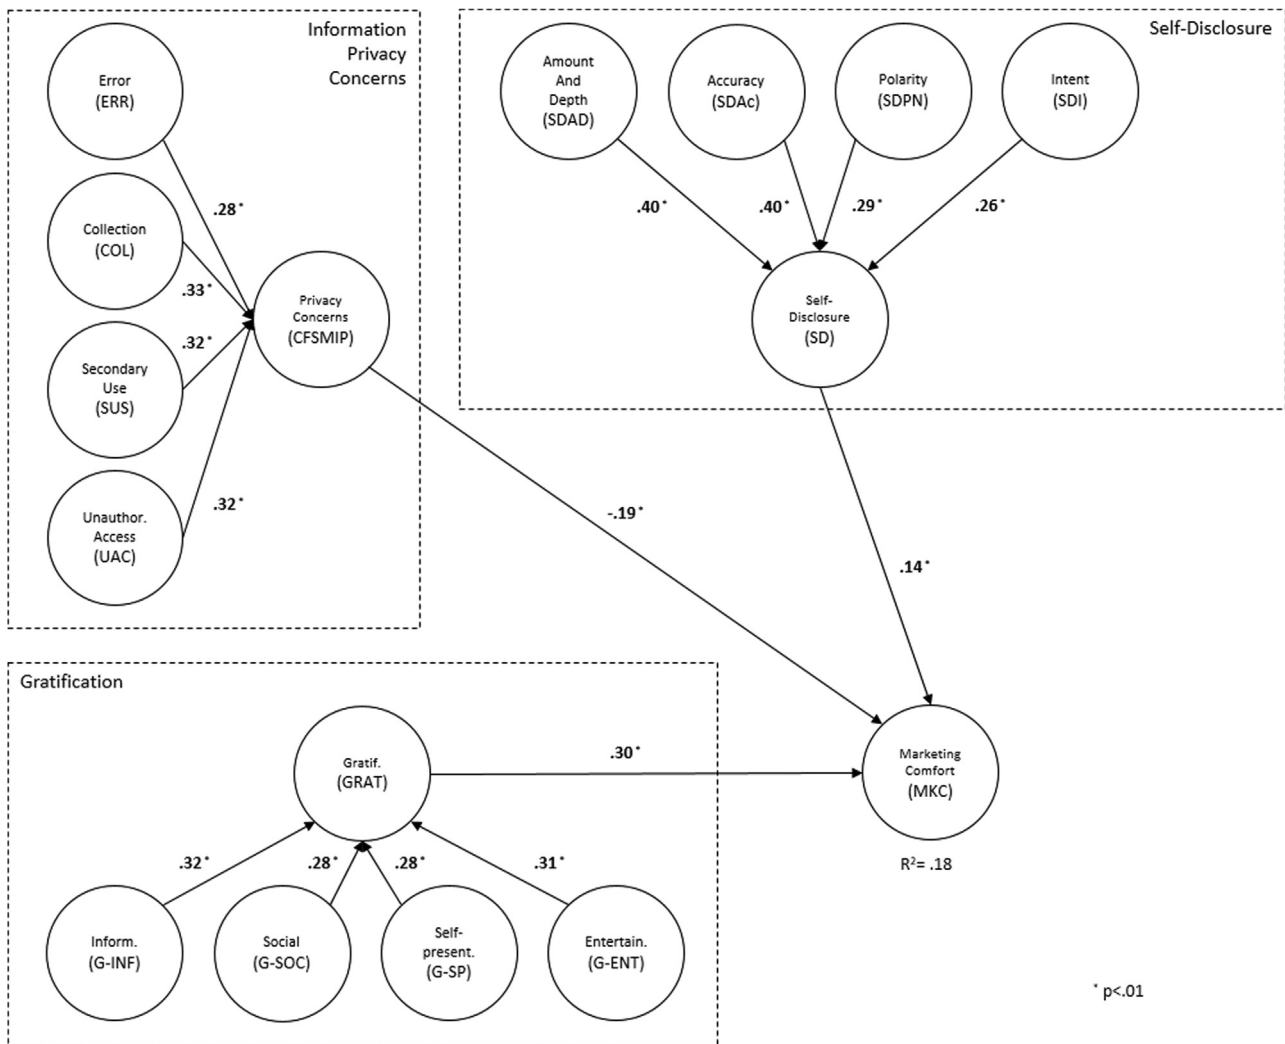 Information
Privacy
Concerns
Error
(ERR)
Collection
(COL)
Secondary
Use
(SUS)
Unauthor.
Access
(UAC)
.28*
.33*
.32*
.32*
Privacy
Concerns
(CFSMIP)
Self-Disclosure
Amount
And
Depth
(SDAD)
Accuracy
(SDAc)
Polarity
(SDPN)
Intent
(SDI)
.40*
.40*
.29*
.26*
Self-
Disclosure
(SD)
-.19*
.14*
Gratification
Gratif.
(GRAT)
.30*
Marketing
Comfort
(MKC)
R²= .18
.32*
.28*
.28*
.31*
Inform.
(G-INF)
Social
(G-SOC)
Self-
present.
(G-SP)
Entertain.
(G-ENT)
* p<.01